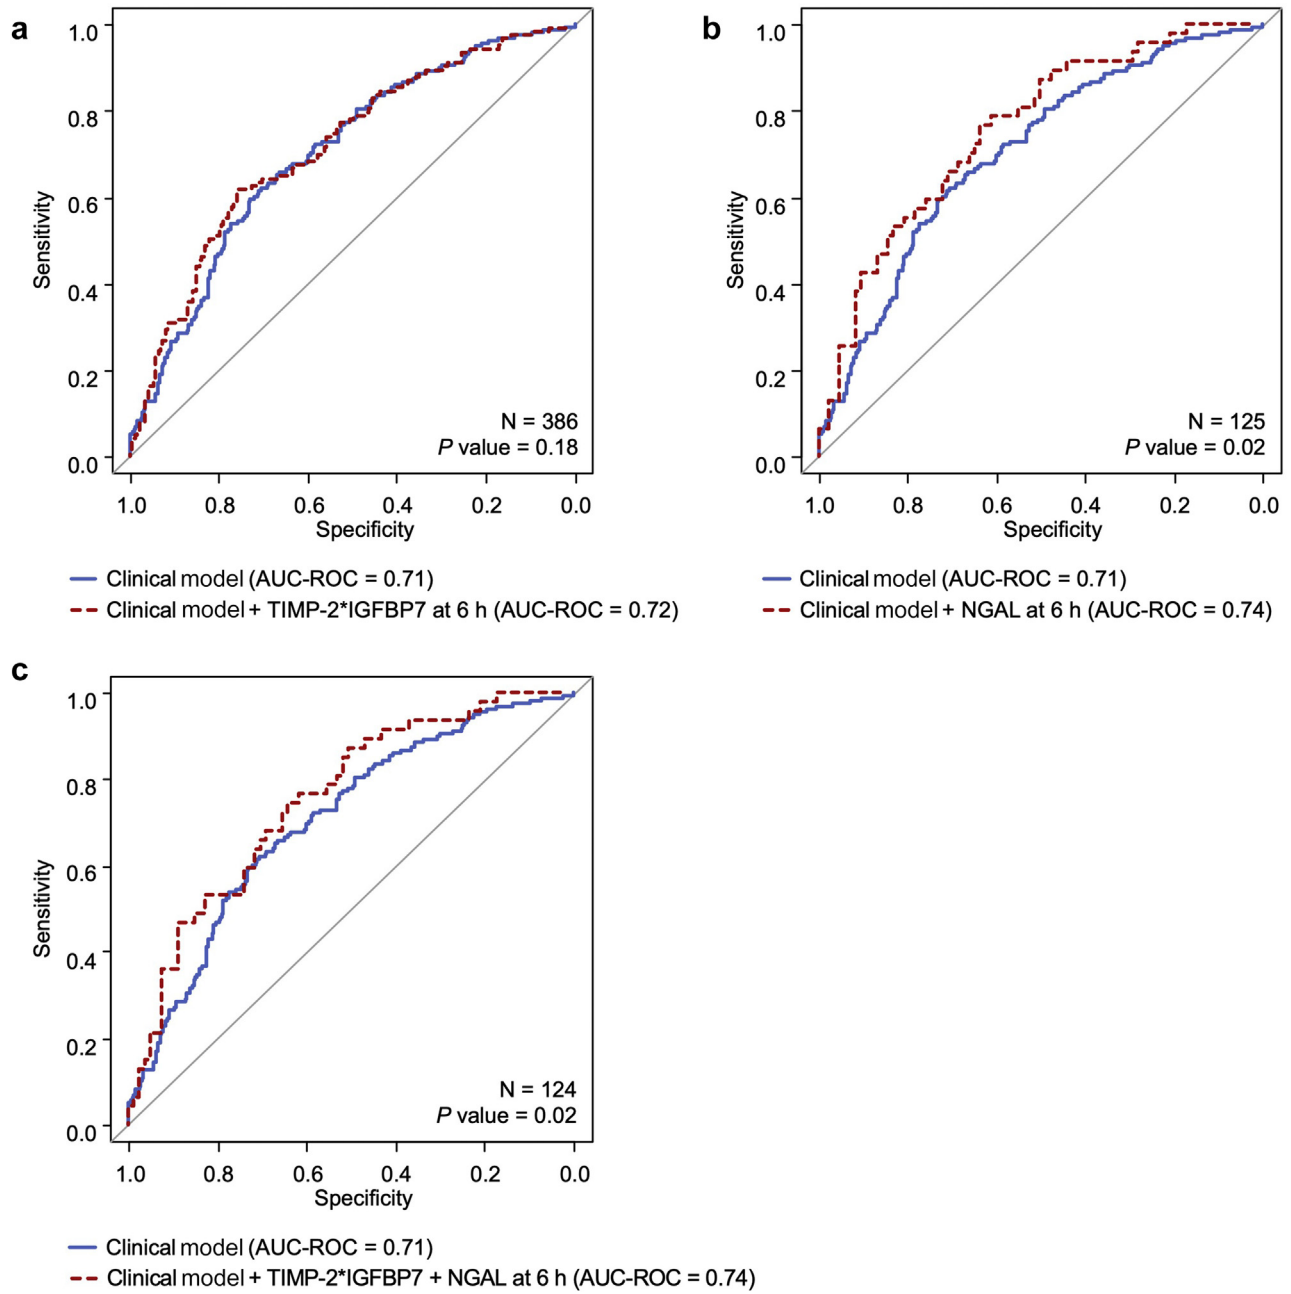 a
1.0
0.8
0.6
0.4
0.2
0.0
Sensitivity
N = 386
P value = 0.18
1.0 0.8 0.6 0.4 0.2 0.0
Specificity
Clinical model (AUC-ROC = 0.71)
Clinical model + TIMP-2*IGFBP7 at 6 h (AUC-ROC = 0.72)
b
1.0
0.8
0.6
0.4
0.2
0.0
Sensitivity
N = 125
P value = 0.02
1.0 0.8 0.6 0.4 0.2 0.0
Specificity
Clinical model (AUC-ROC = 0.71)
Clinical model + NGAL at 6 h (AUC-ROC = 0.74)
c
1.0
0.8
0.6
0.4
0.2
0.0
Sensitivity
N = 124
P value = 0.02
1.0 0.8 0.6 0.4 0.2 0.0
Specificity
Clinical model (AUC-ROC = 0.71)
Clinical model + TIMP-2*IGFBP7 + NGAL at 6 h (AUC-ROC = 0.74)